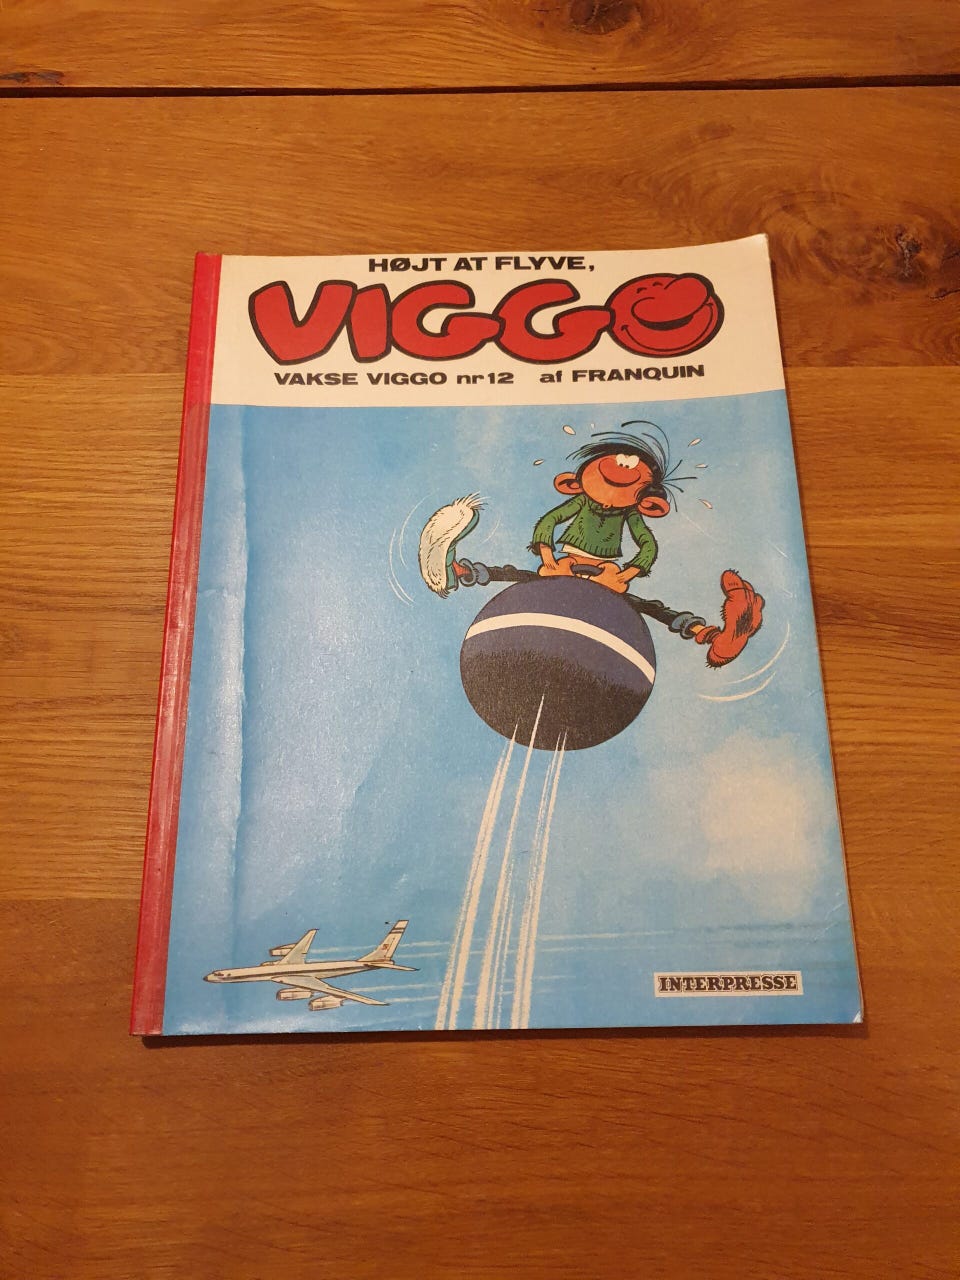 HØJT AT FLYVE,
VIGGO
VAKSE VIGGO nr 12 af FRANQUIN
INTERPRESSE